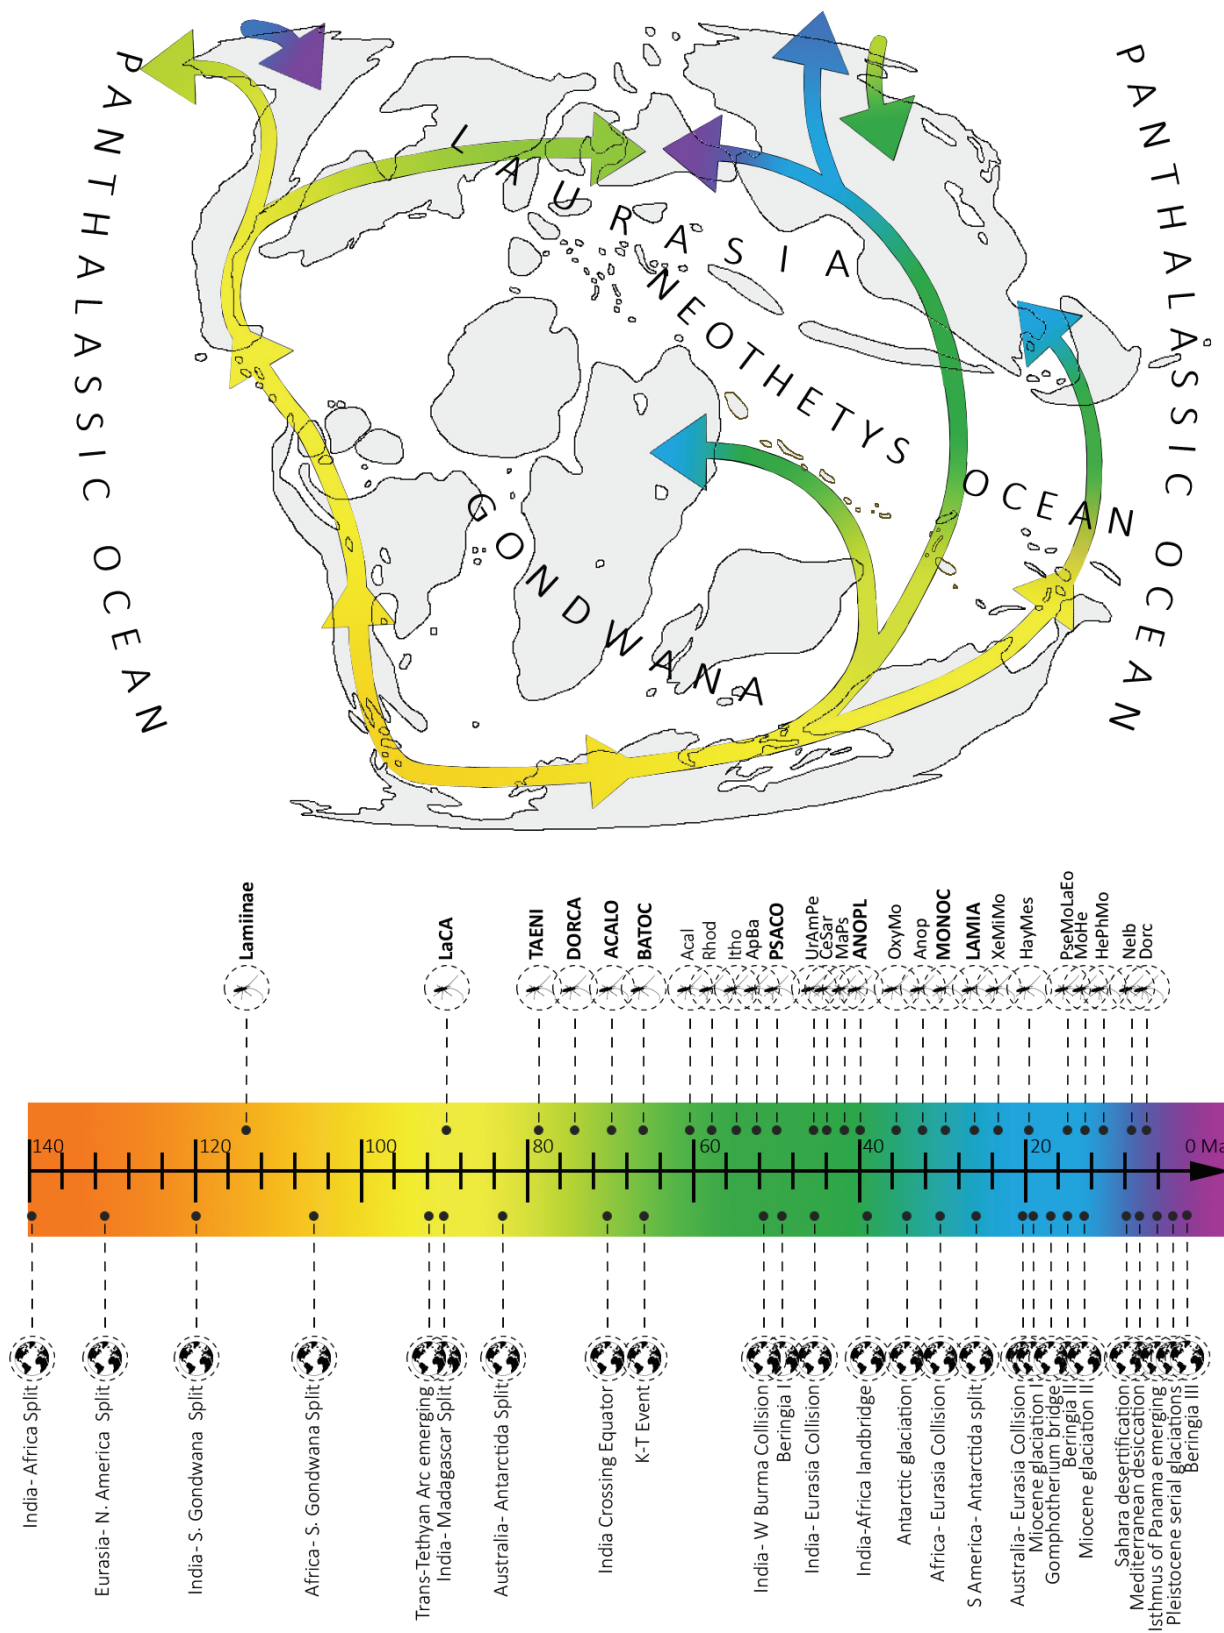 PANTHALASSIC OCEAN
PANTHALASSIC OCEAN
LAURASIA
NEOTHETYS OCEAN
GONDWANA
Lamiinae
LaCA
TAENI
DORCA
ACALO
BATOC
Acal
Rhod
Itho
ApBa
PSACO
UrAmPe
CeSar
MaPs
ANOPL
OxyMo
Anop
MONOC
LAMIA
XeMiMo
HayMes
PseMoLaEo
MoHe
HePhMo
NeIb
Dorc
140
120
100
80
60
40
20
0 Ma
India- Africa Split
Eurasia- N. America Split
India- S. Gondwana Split
Africa- S. Gondwana Split
Trans-Tethyan Arc emerging
India- Madagascar Split
Australia- Antarctida Split
India Crossing Equator
K-T Event
India- W Burma Collision
Beringia I
India- Eurasia Collision
India-Africa landbridge
Antarctic glaciation
Africa- Eurasia Collision
S America- Antarctida split
Australia- Eurasia Collision
Miocene glaciation I
Gomphotherium bridge
Beringia II
Miocene glaciation II
Sahara desertification
Mediterranean desiccation
Isthmus of Panama emerging
Pleistocene serial glaciations
Beringia III